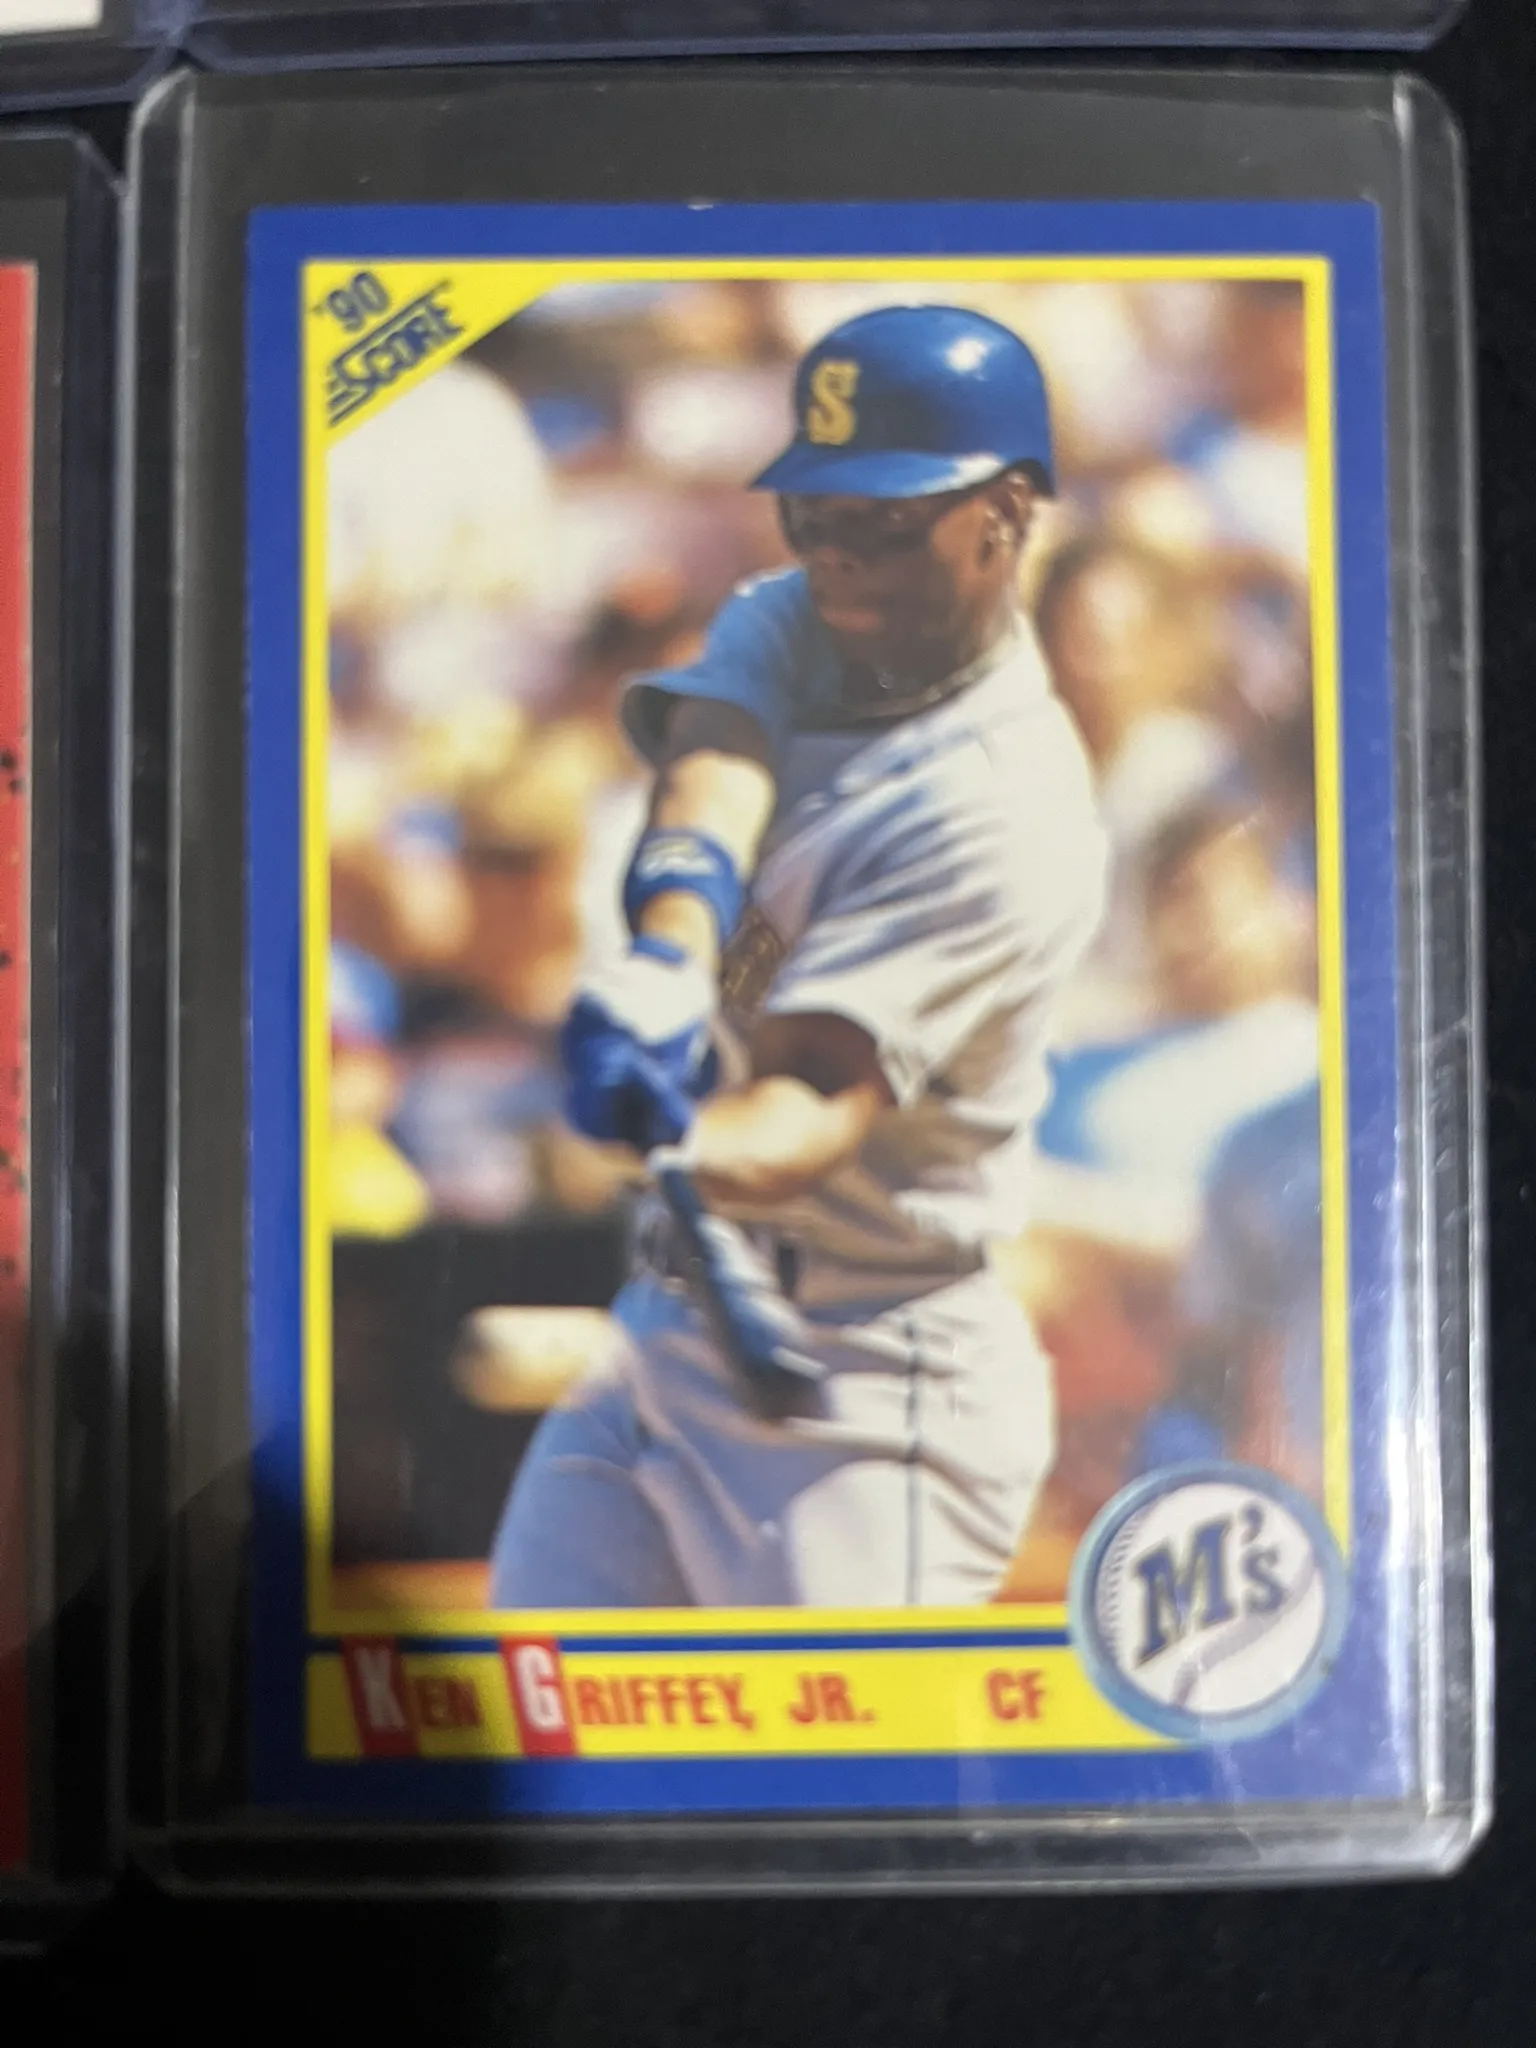 '90
SCORE
S
KEN GRIFFEY, JR. CF
M's